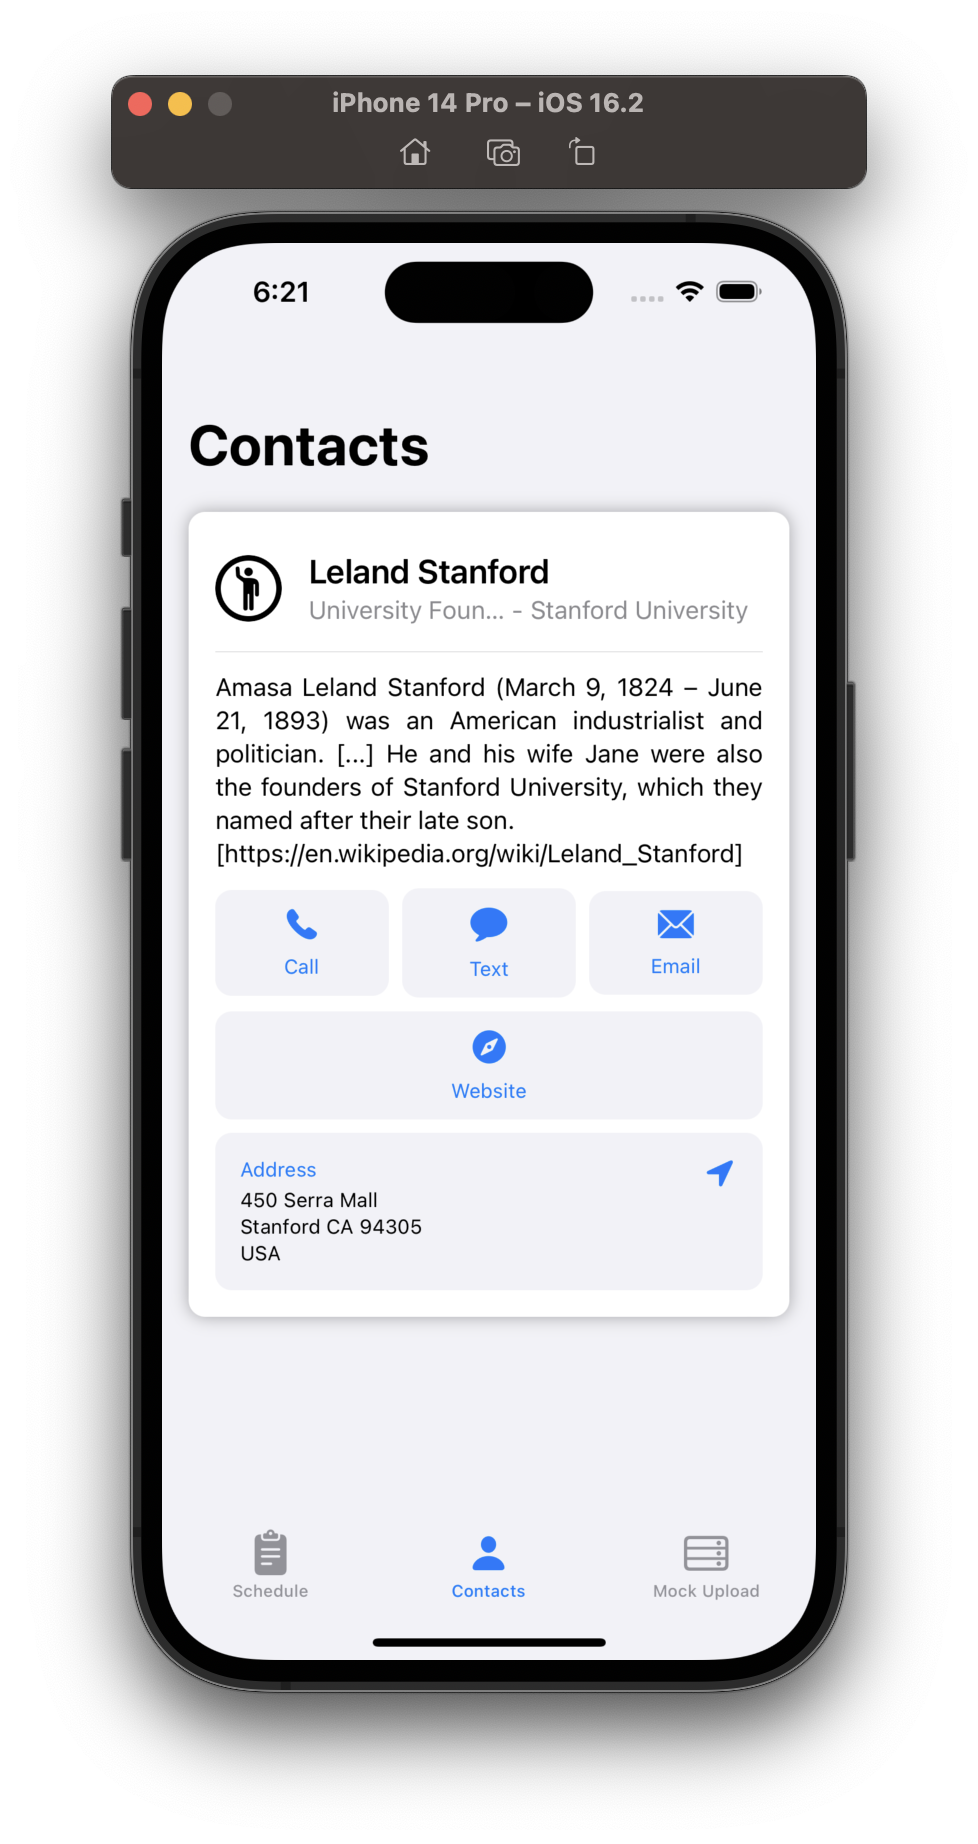 iPhone 14 Pro – iOS 16.2
6:21
Contacts
Leland Stanford
University Foun... - Stanford University
Amasa Leland Stanford (March 9, 1824 – June
21, 1893) was an American industrialist and
politician. [...] He and his wife Jane were also
the founders of Stanford University, which they
named after their late son.
[https://en.wikipedia.org/wiki/Leland_Stanford]
Call
Text
Email
Website
Address
450 Serra Mall
Stanford CA 94305
USA
Schedule
Contacts
Mock Upload